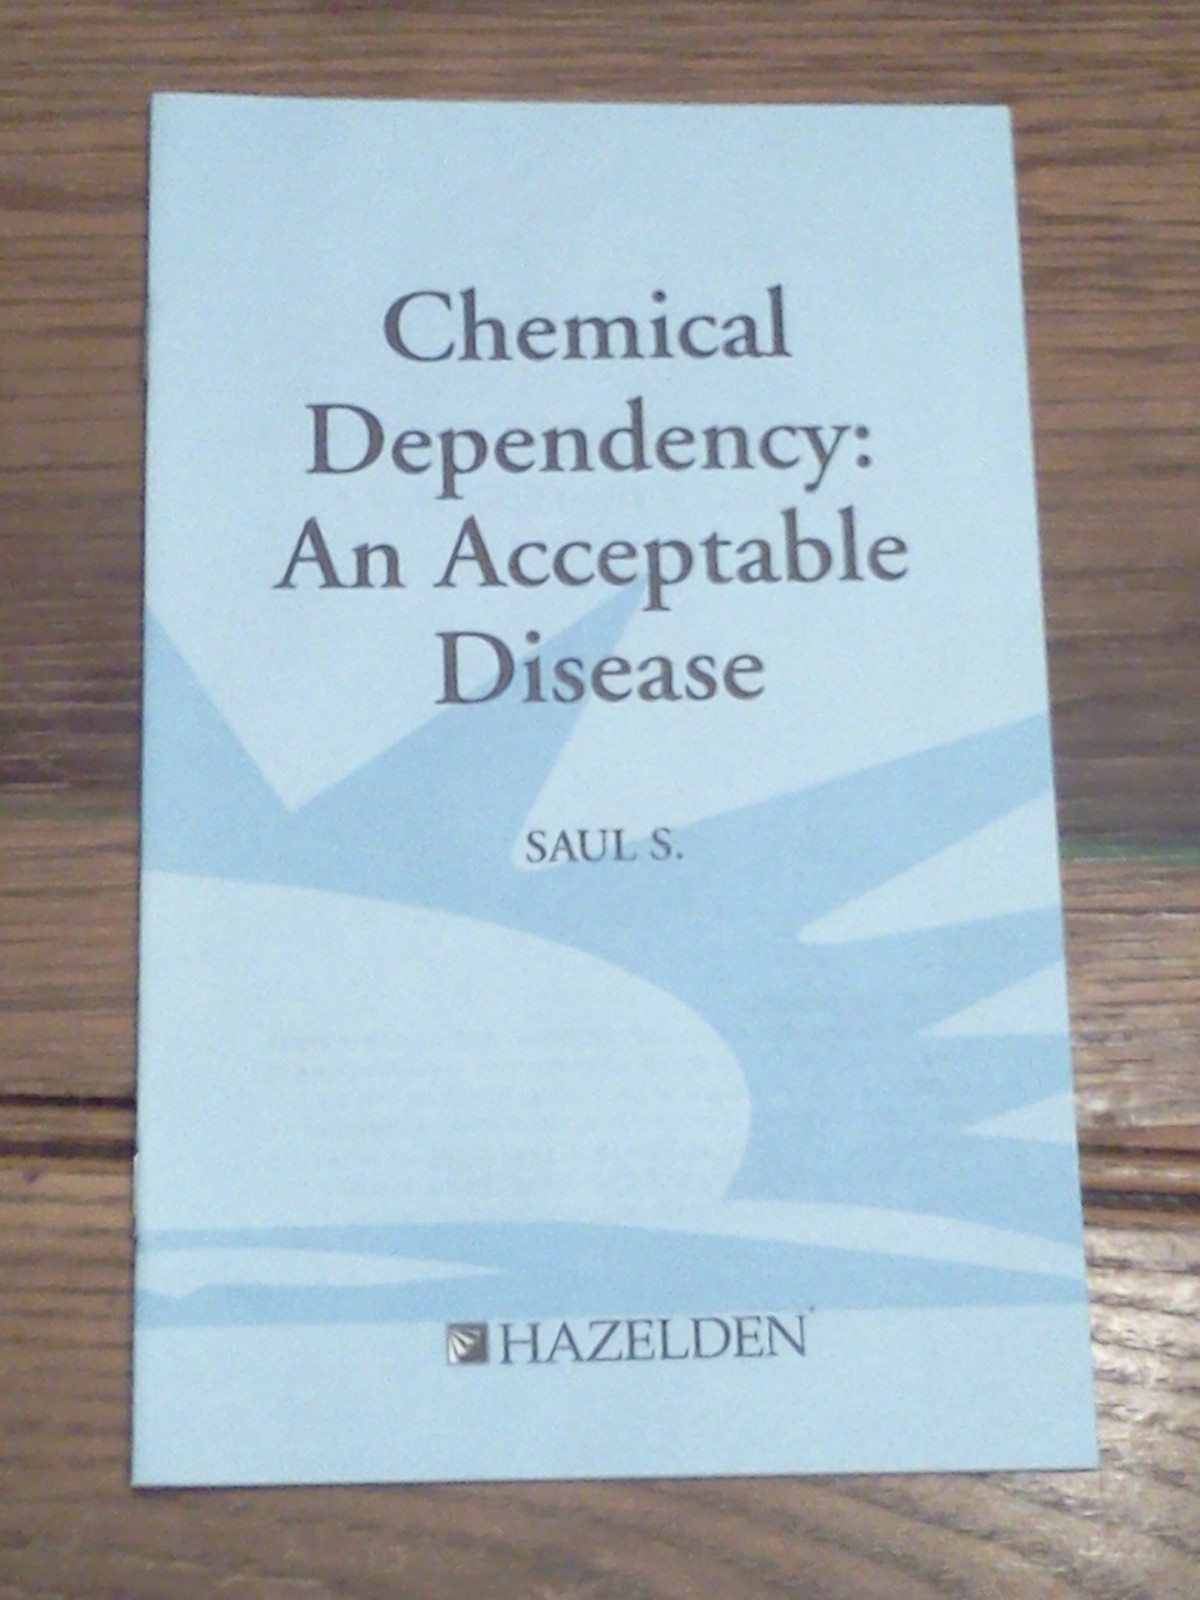 Chemical
Dependency:
An Acceptable
Disease
SAUL S.
HAZELDEN